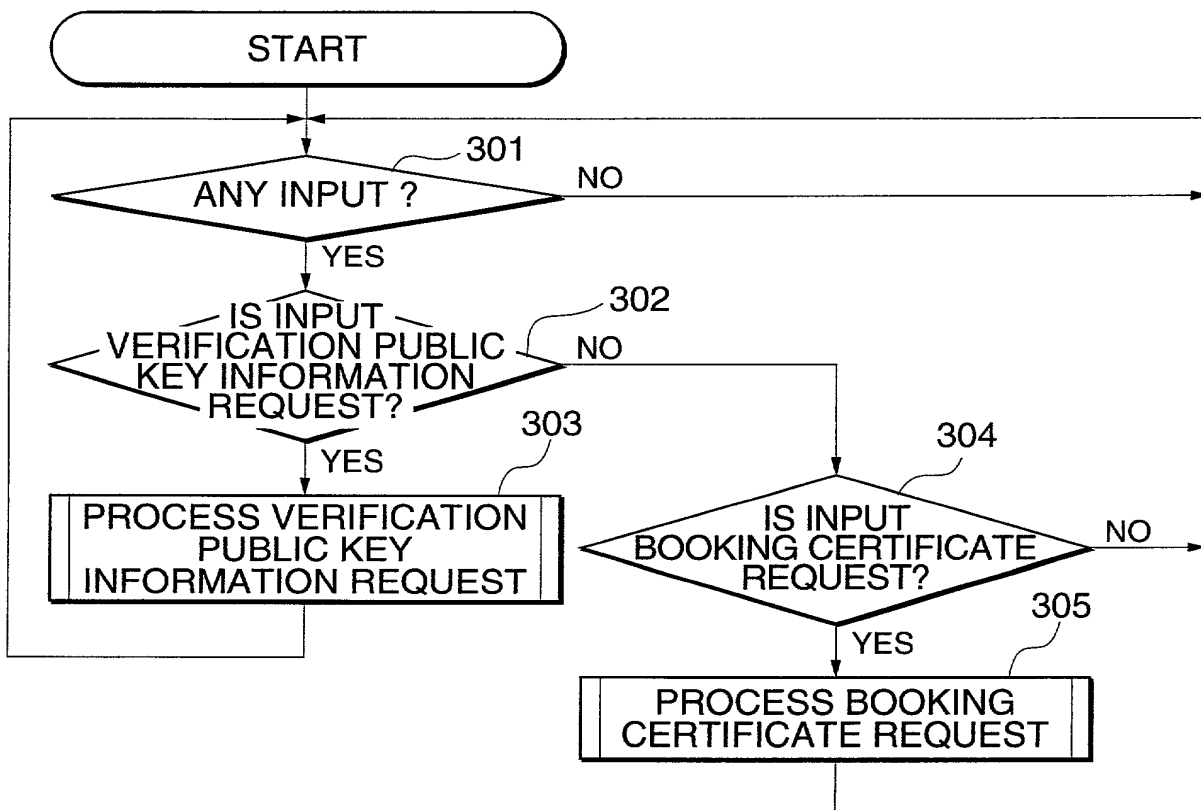 START
301
ANY INPUT ?
NO
YES
302
IS INPUT
VERIFICATION PUBLIC
KEY INFORMATION
REQUEST?
NO
YES
303
PROCESS VERIFICATION
PUBLIC KEY
INFORMATION REQUEST
304
IS INPUT
BOOKING CERTIFICATE
REQUEST?
NO
YES
305
PROCESS BOOKING
CERTIFICATE REQUEST